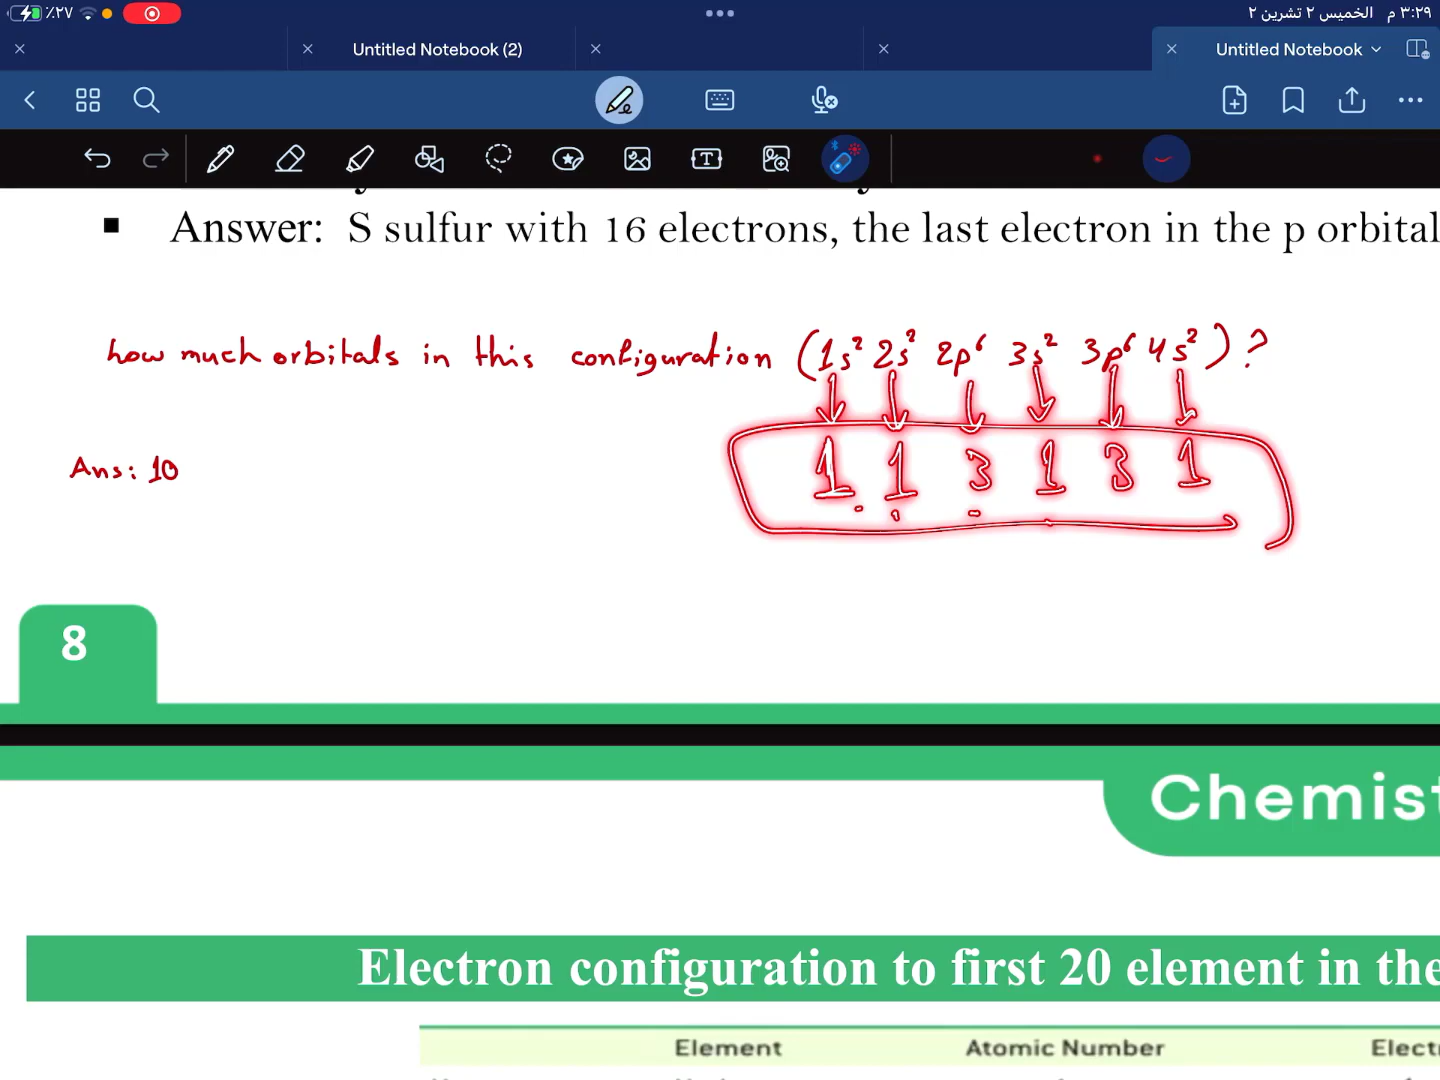 ٪٢٧
٣:٢٩ م الخميس ٢ تشرين ٢
Untitled Notebook (2)
Untitled Notebook
Answer: S sulfur with 16 electrons, the last electron in the p orbital
how much orbitals in this configuration (1s² 2s² 2p⁶ 3s² 3p⁶ 4s²) ?
1 1 3 1 3 1
Ans: 10
8
Chemist
Electron configuration to first 20 element in the
Element Atomic Number Electr